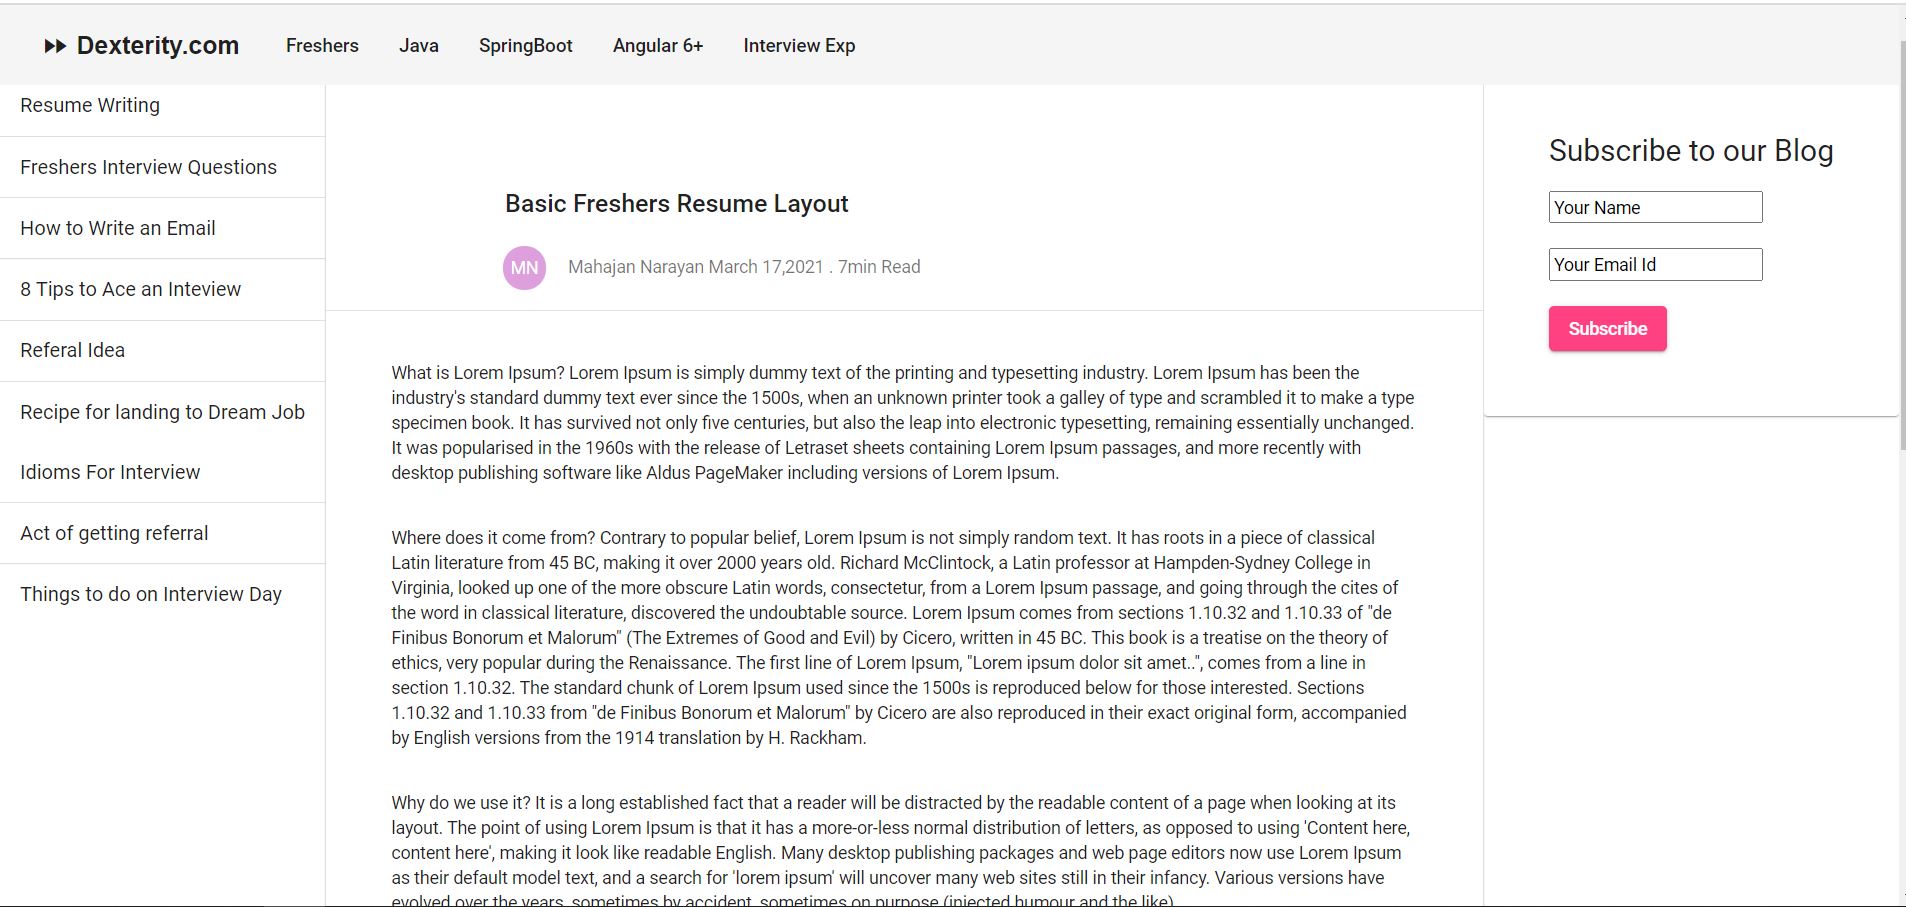 Dexterity.com Freshers Java SpringBoot Angular 6+ Interview Exp
Resume Writing
Freshers Interview Questions
How to Write an Email
8 Tips to Ace an Inteview
Referal Idea
Recipe for landing to Dream Job
Idioms For Interview
Act of getting referral
Things to do on Interview Day
Basic Freshers Resume Layout
MN Mahajan Narayan March 17,2021 . 7min Read
What is Lorem Ipsum? Lorem Ipsum is simply dummy text of the printing and typesetting industry. Lorem Ipsum has been the
industry's standard dummy text ever since the 1500s, when an unknown printer took a galley of type and scrambled it to make a type
specimen book. It has survived not only five centuries, but also the leap into electronic typesetting, remaining essentially unchanged.
It was popularised in the 1960s with the release of Letraset sheets containing Lorem Ipsum passages, and more recently with
desktop publishing software like Aldus PageMaker including versions of Lorem Ipsum.
Where does it come from? Contrary to popular belief, Lorem Ipsum is not simply random text. It has roots in a piece of classical
Latin literature from 45 BC, making it over 2000 years old. Richard McClintock, a Latin professor at Hampden-Sydney College in
Virginia, looked up one of the more obscure Latin words, consectetur, from a Lorem Ipsum passage, and going through the cites of
the word in classical literature, discovered the undoubtable source. Lorem Ipsum comes from sections 1.10.32 and 1.10.33 of "de
Finibus Bonorum et Malorum" (The Extremes of Good and Evil) by Cicero, written in 45 BC. This book is a treatise on the theory of
ethics, very popular during the Renaissance. The first line of Lorem Ipsum, "Lorem ipsum dolor sit amet..", comes from a line in
section 1.10.32. The standard chunk of Lorem Ipsum used since the 1500s is reproduced below for those interested. Sections
1.10.32 and 1.10.33 from "de Finibus Bonorum et Malorum" by Cicero are also reproduced in their exact original form, accompanied
by English versions from the 1914 translation by H. Rackham.
Why do we use it? It is a long established fact that a reader will be distracted by the readable content of a page when looking at its
layout. The point of using Lorem Ipsum is that it has a more-or-less normal distribution of letters, as opposed to using 'Content here,
content here', making it look like readable English. Many desktop publishing packages and web page editors now use Lorem Ipsum
as their default model text, and a search for 'lorem ipsum' will uncover many web sites still in their infancy. Various versions have
evolved over the years, sometimes by accident, sometimes on purpose (injected humour and the like).
Subscribe to our Blog
Your Name
Your Email Id
Subscribe